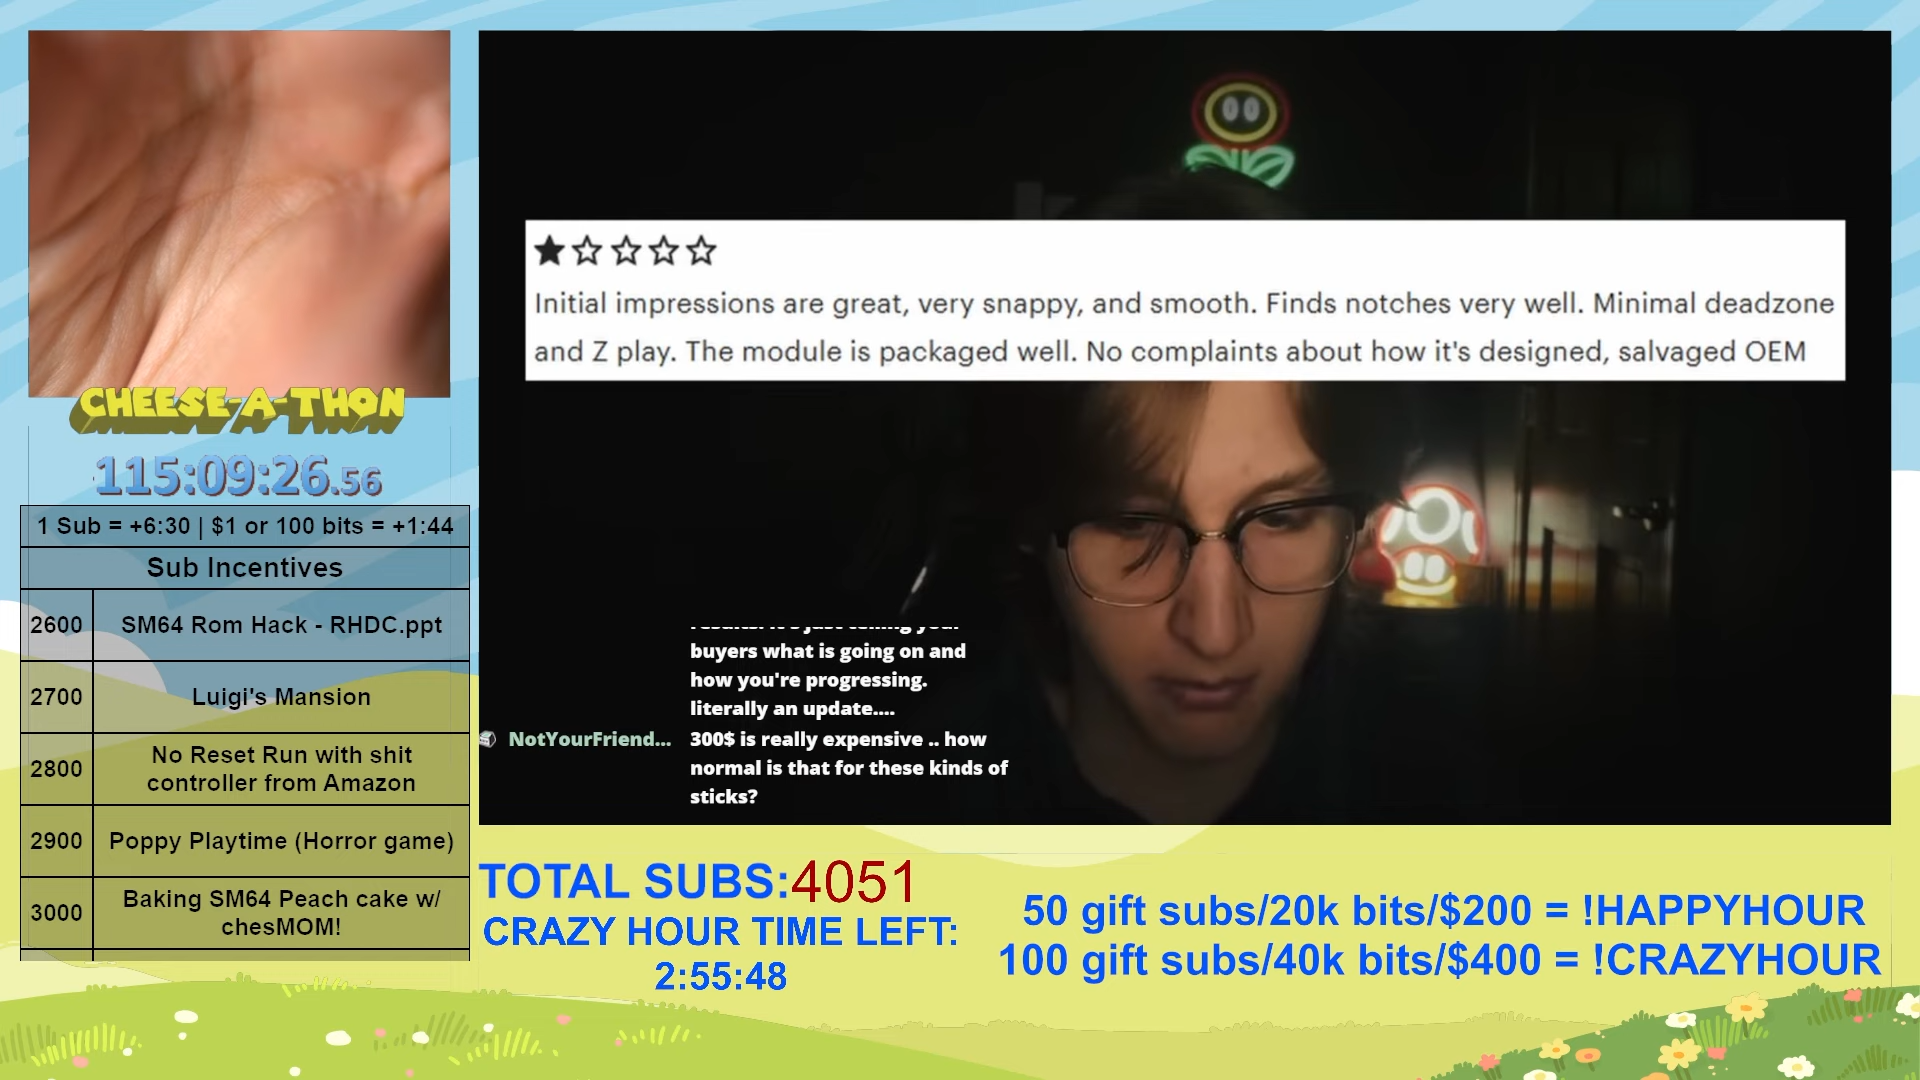 CHEESE-A-THON
115:09:26.56
1 Sub = +6:30 | $1 or 100 bits = +1:44
Sub Incentives
2600 SM64 Rom Hack - RHDC.ppt
2700 Luigi's Mansion
2800 No Reset Run with shit
controller from Amazon
2900 Poppy Playtime (Horror game)
3000 Baking SM64 Peach cake w/
chesMOM!
Initial impressions are great, very snappy, and smooth. Finds notches very well. Minimal deadzone
and Z play. The module is packaged well. No complaints about how it's designed, salvaged OEM
buyers what is going on and
how you're progressing.
literally an update....
NotYourFriend... 300$ is really expensive .. how
normal is that for these kinds of
sticks?
TOTAL SUBS:4051
CRAZY HOUR TIME LEFT:
2:55:48
50 gift subs/20k bits/$200 = !HAPPYHOUR
100 gift subs/40k bits/$400 = !CRAZYHOUR